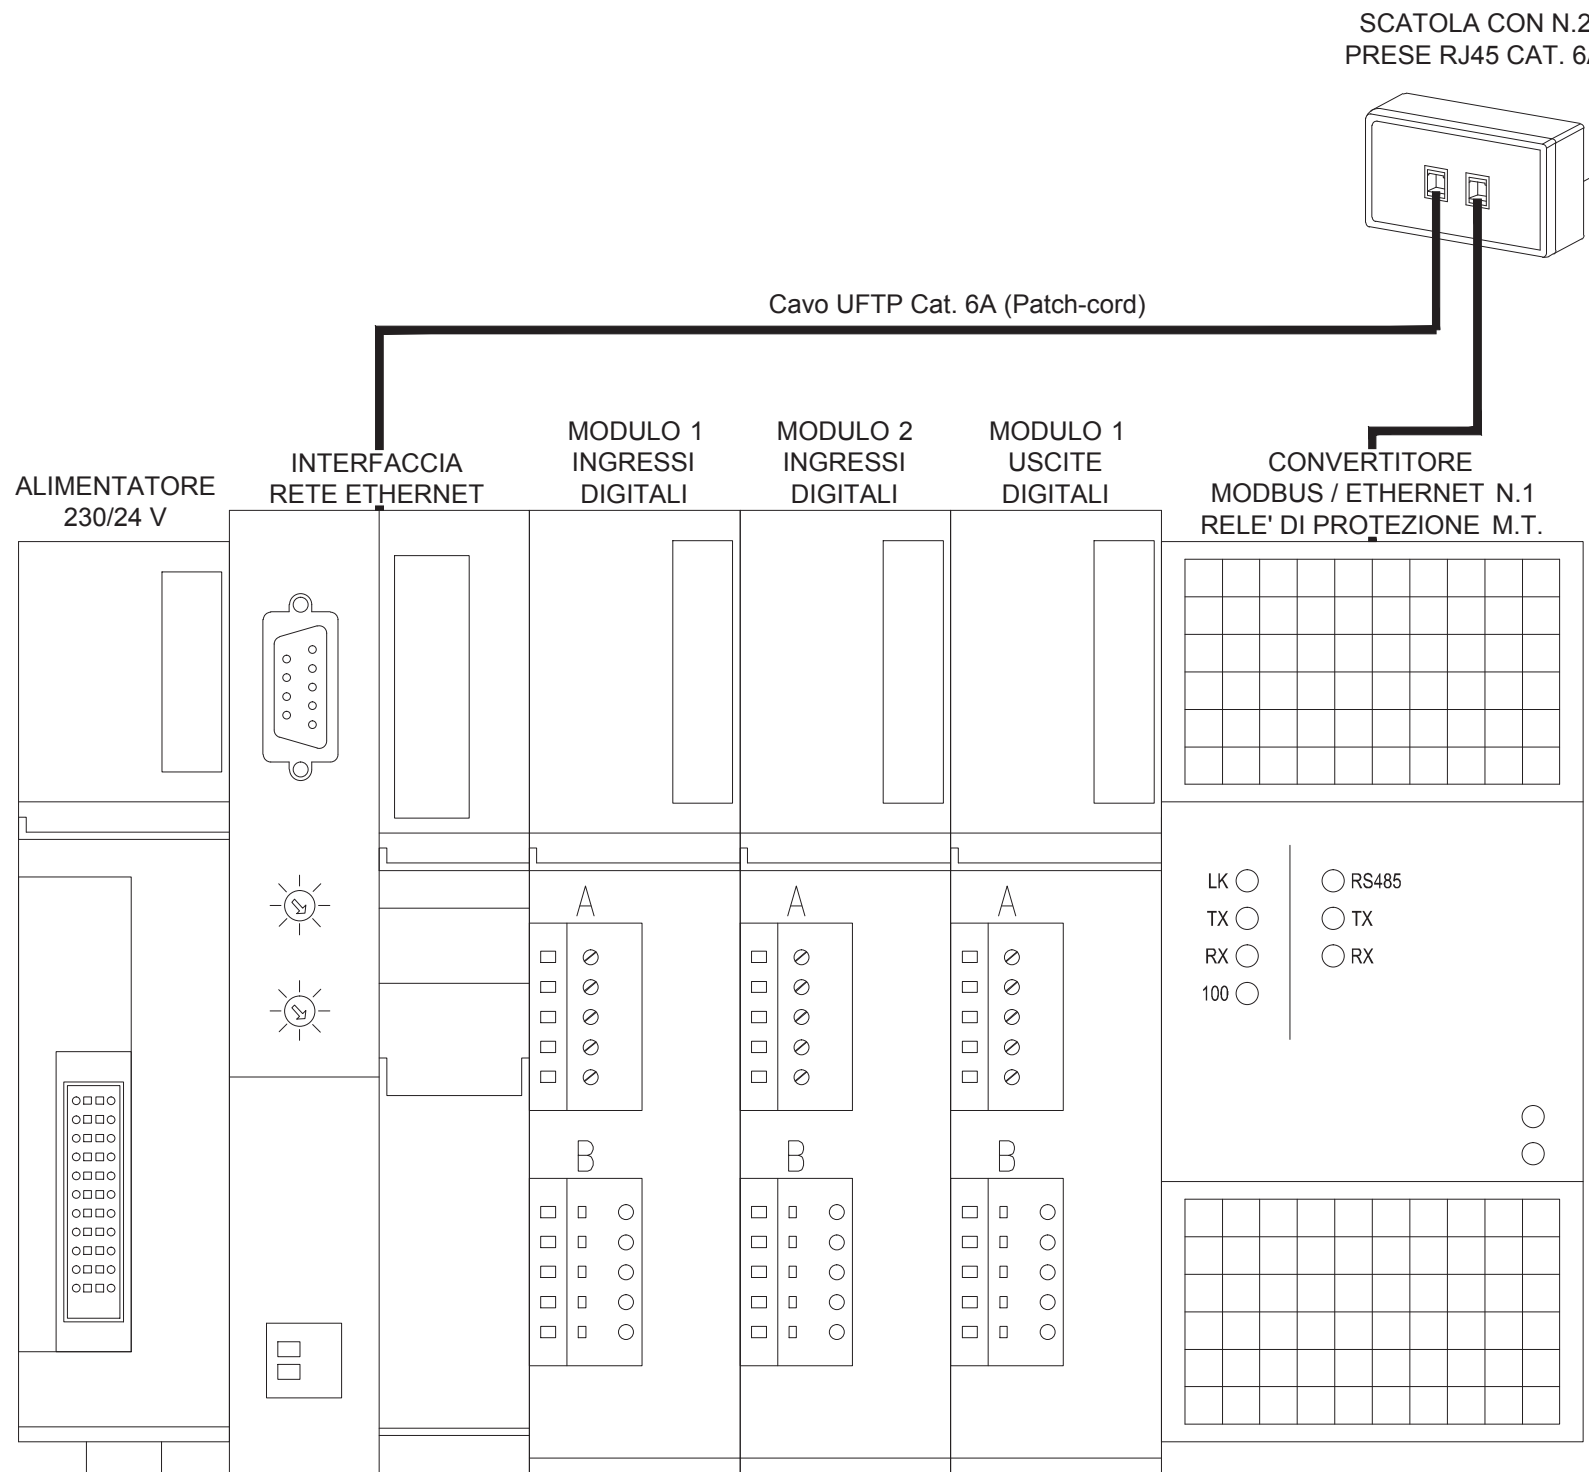 SCATOLA CON N.2
PRESE RJ45 CAT. 6A
Cavo UFTP Cat. 6A (Patch-cord)
ALIMENTATORE
230/24 V
INTERFACCIA
RETE ETHERNET
MODULO 1
INGRESSI
DIGITALI
MODULO 2
INGRESSI
DIGITALI
MODULO 1
USCITE
DIGITALI
CONVERTITORE
MODBUS / ETHERNET N.1
RELE' DI PROTEZIONE M.T.
LK RS485
TX TX
RX RX
100
A A A
B B B